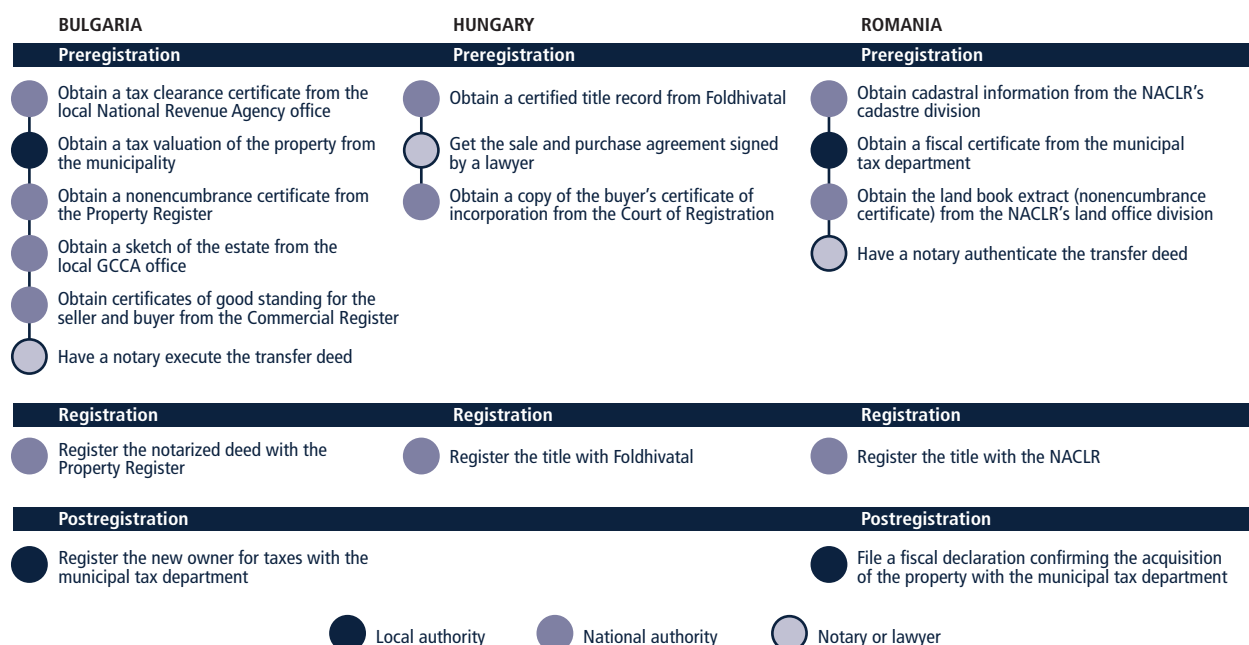 BULGARIA
HUNGARY
ROMANIA
Preregistration
Preregistration
Preregistration
Obtain a tax clearance certificate from the
local National Revenue Agency office
Obtain a tax valuation of the property from
the municipality
Obtain a nonencumbrance certificate from
the Property Register
Obtain a sketch of the estate from the
local GCCA office
Obtain certificates of good standing for the
seller and buyer from the Commercial Register
Have a notary execute the transfer deed
Obtain a certified title record from Foldhivatal
Get the sale and purchase agreement signed
by a lawyer
Obtain a copy of the buyer's certificate of
incorporation from the Court of Registration
Obtain cadastral information from the NACLR's
cadastre division
Obtain a fiscal certificate from the municipal
tax department
Obtain the land book extract (nonencumbrance
certificate) from the NACLR's land office division
Have a notary authenticate the transfer deed
Registration
Registration
Registration
Register the notarized deed with the
Property Register
Register the title with Foldhivatal
Register the title with the NACLR
Postregistration
Postregistration
Register the new owner for taxes with the
municipal tax department
File a fiscal declaration confirming the acquisition
of the property with the municipal tax department
Local authority
National authority
Notary or lawyer